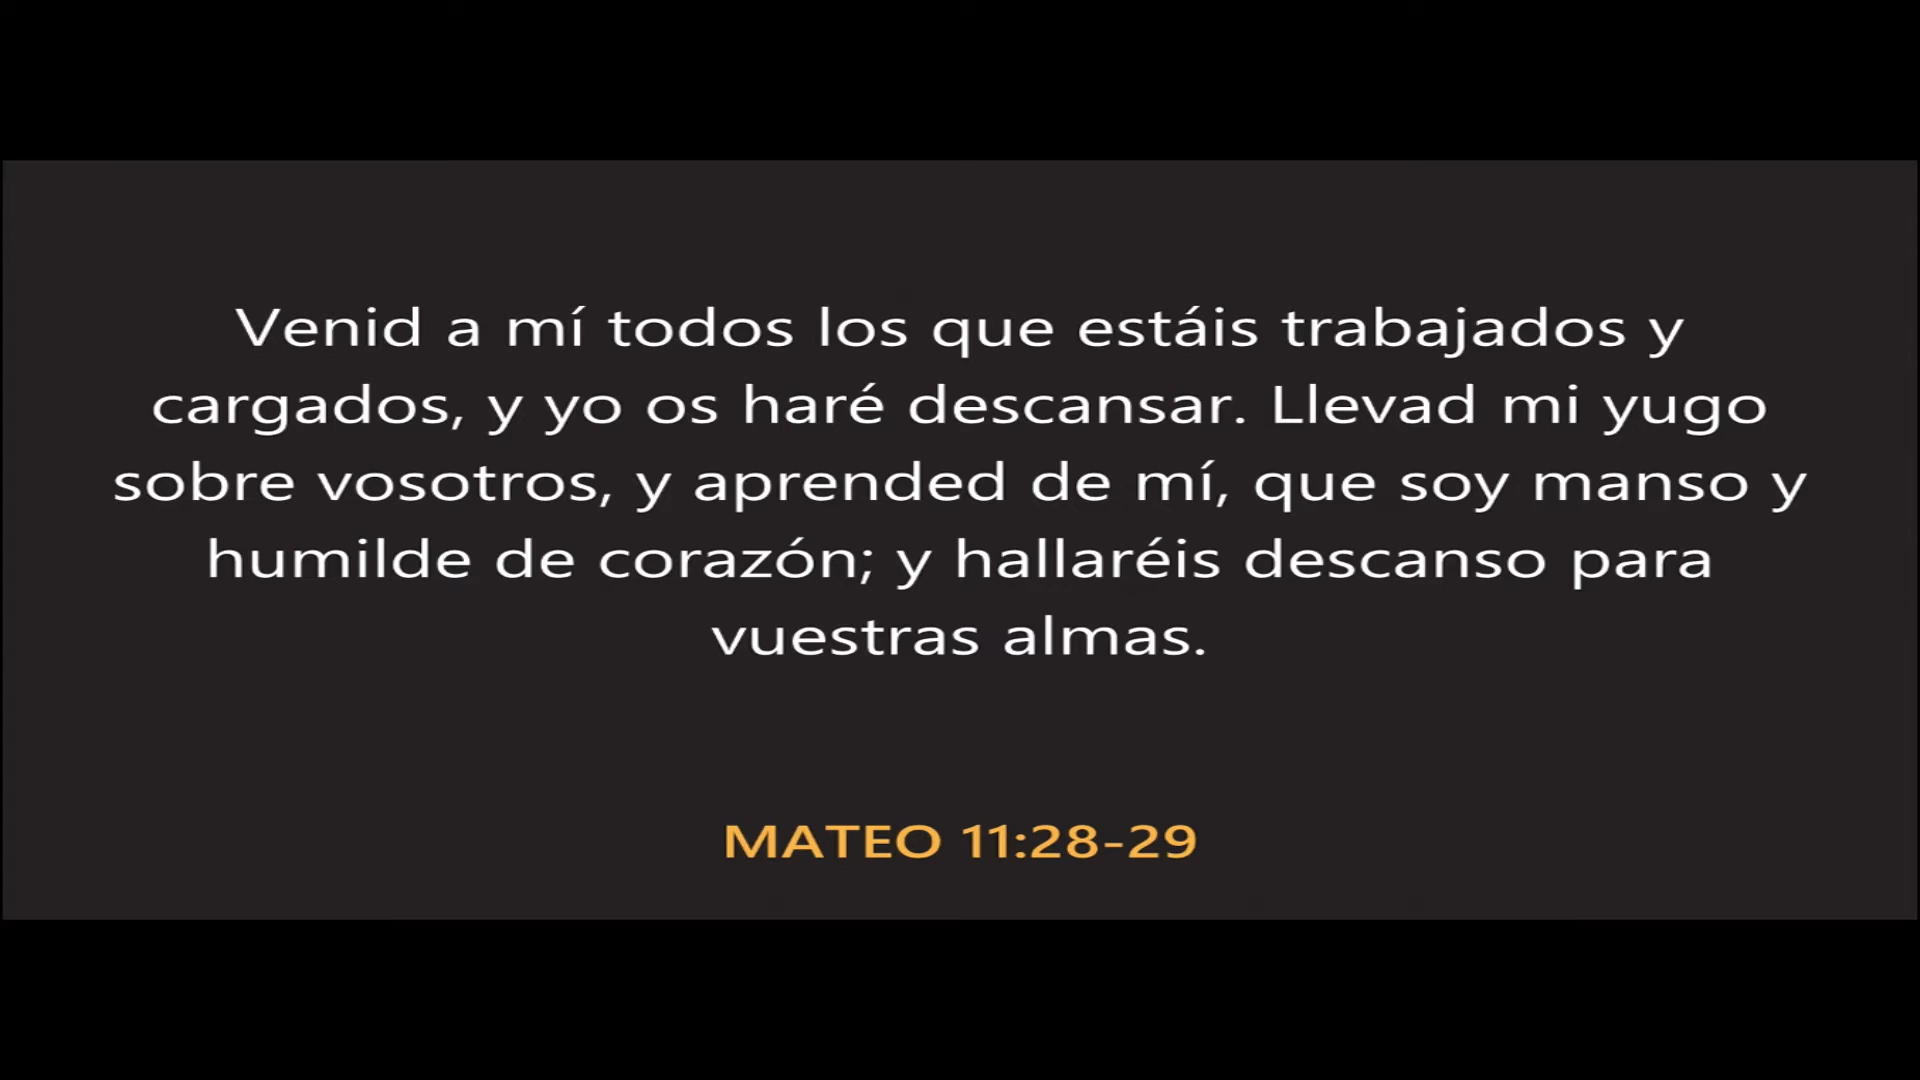 Venid a mí todos los que estáis trabajados y
cargados, y yo os haré descansar. Llevad mi yugo
sobre vosotros, y aprended de mí, que soy manso y
humilde de corazón; y hallaréis descanso para
vuestras almas.
MATEO 11:28-29